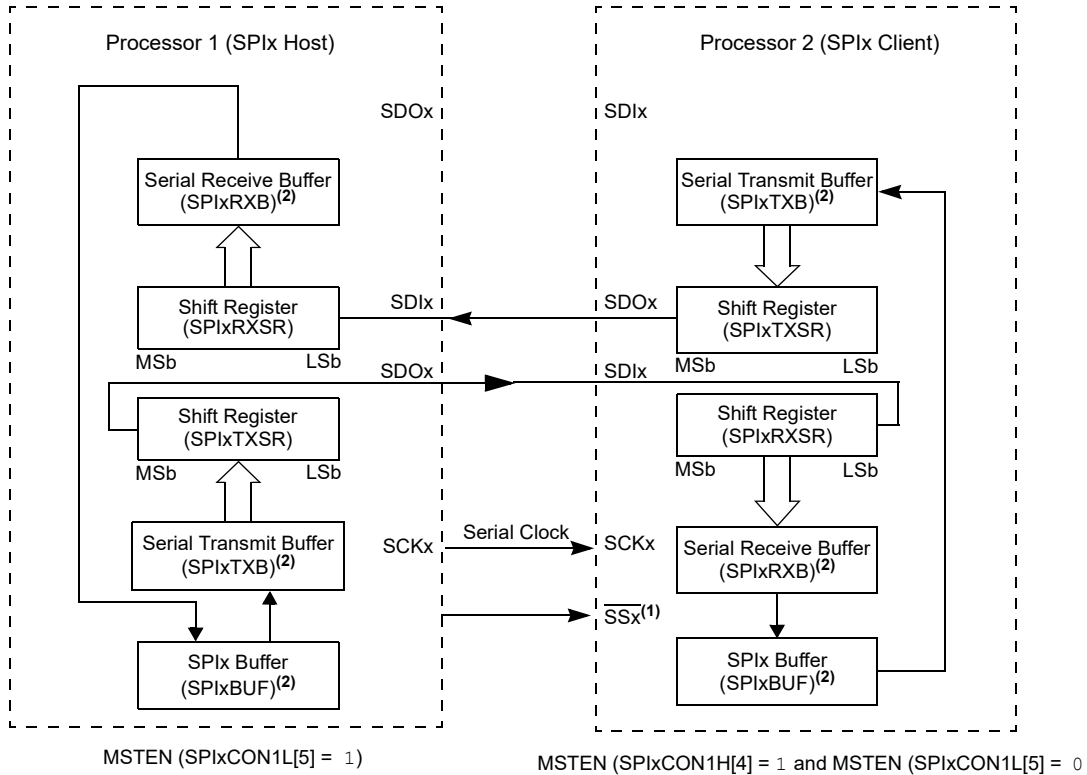 Processor 1 (SPIx Host)
SDOx
Serial Receive Buffer
(SPIxRXB)(2)
Shift Register
(SPIxRXSR)
MSb
LSb
SDIx
SDOx
Shift Register
(SPIxTXSR)
MSb
LSb
Serial Transmit Buffer
(SPIxTXB)(2)
SCKx
SPIx Buffer
(SPIxBUF)(2)
MSTEN (SPIxCON1L[5] = 1)
Serial Clock
Processor 2 (SPIx Client)
SDIx
Serial Transmit Buffer
(SPIxTXB)(2)
SDOx
Shift Register
(SPIxTXSR)
MSb
LSb
SDIx
Shift Register
(SPIxRXSR)
MSb
LSb
SCKx
Serial Receive Buffer
(SPIxRXB)(2)
SSx(1)
SPIx Buffer
(SPIxBUF)(2)
MSTEN (SPIxCON1H[4] = 1 and MSTEN (SPIxCON1L[5] = 0